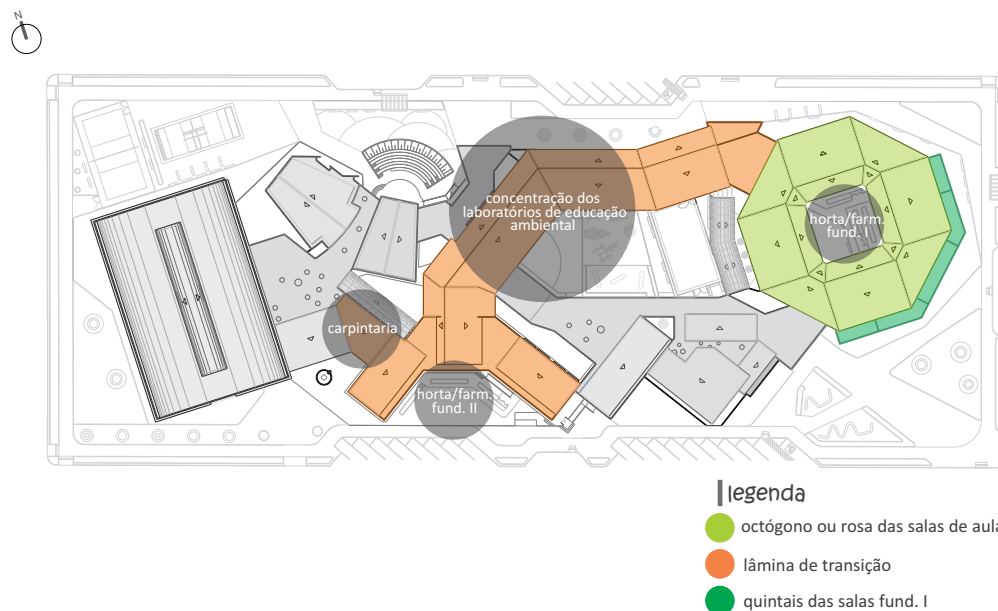 N
concentração dos
laboratórios de educação
ambiental
horta/farm.
fund. I
carpintaria
horta/farm.
fund. II
legenda
octógono ou rosa das salas de aula
lâmina de transição
quintais das salas fund. I